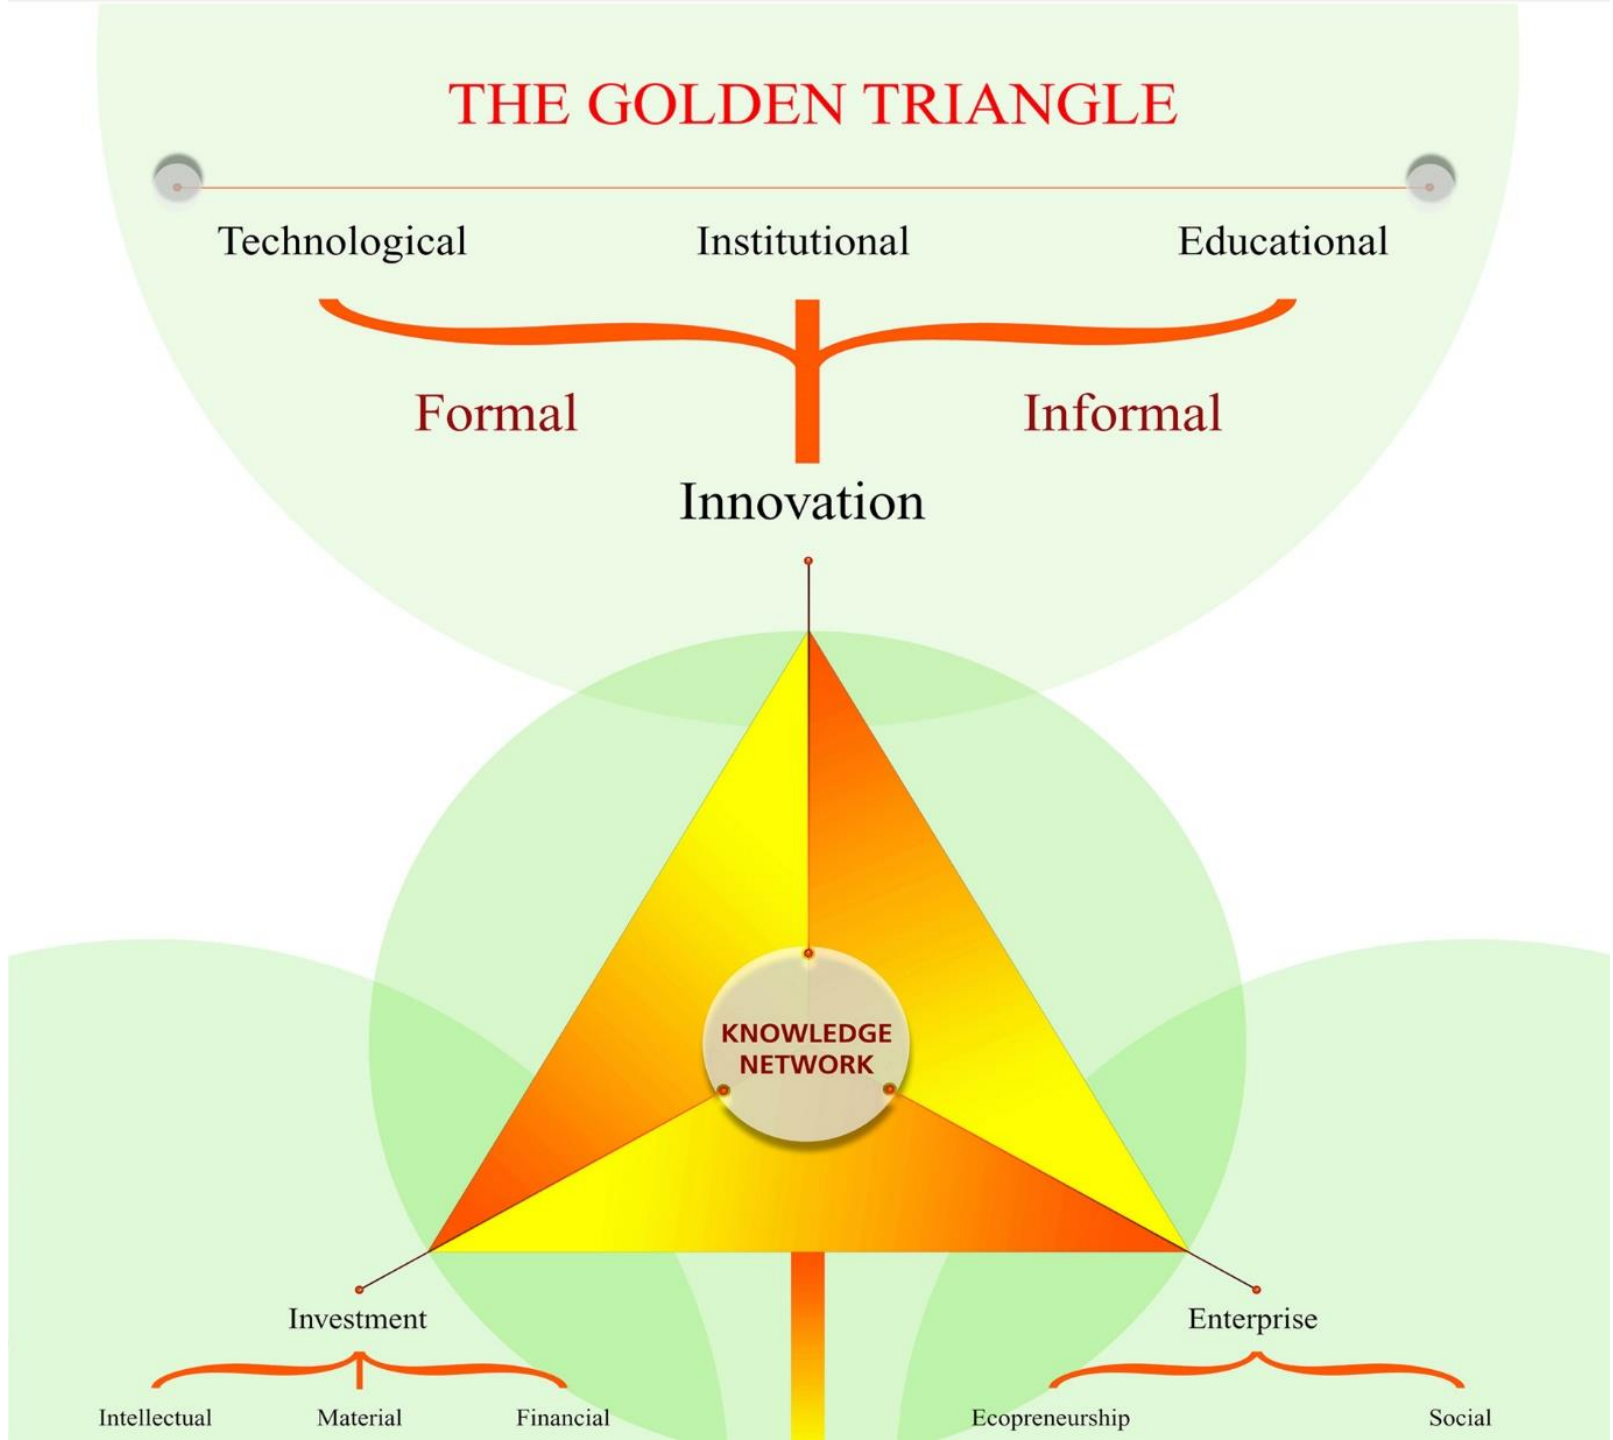 THE GOLDEN TRIANGLE
Technological Institutional Educational
Formal Informal
Innovation
KNOWLEDGE
NETWORK
Investment Enterprise
Intellectual Material Financial Ecopreneurship Social